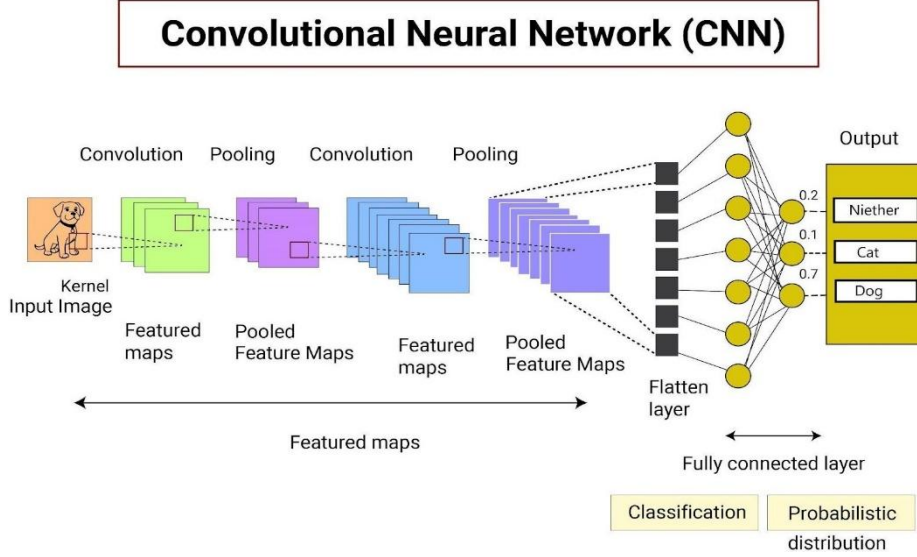 Convolutional Neural Network (CNN)
Convolution
Pooling
Convolution
Pooling
Output
Kernel
Input Image
Featured
maps
Pooled
Feature Maps
Featured
maps
Pooled
Feature Maps
Flatten
layer
0.2
0.1
0.7
Niether
Cat
Dog
Featured maps
Fully connected layer
Classification
Probabilistic
distribution